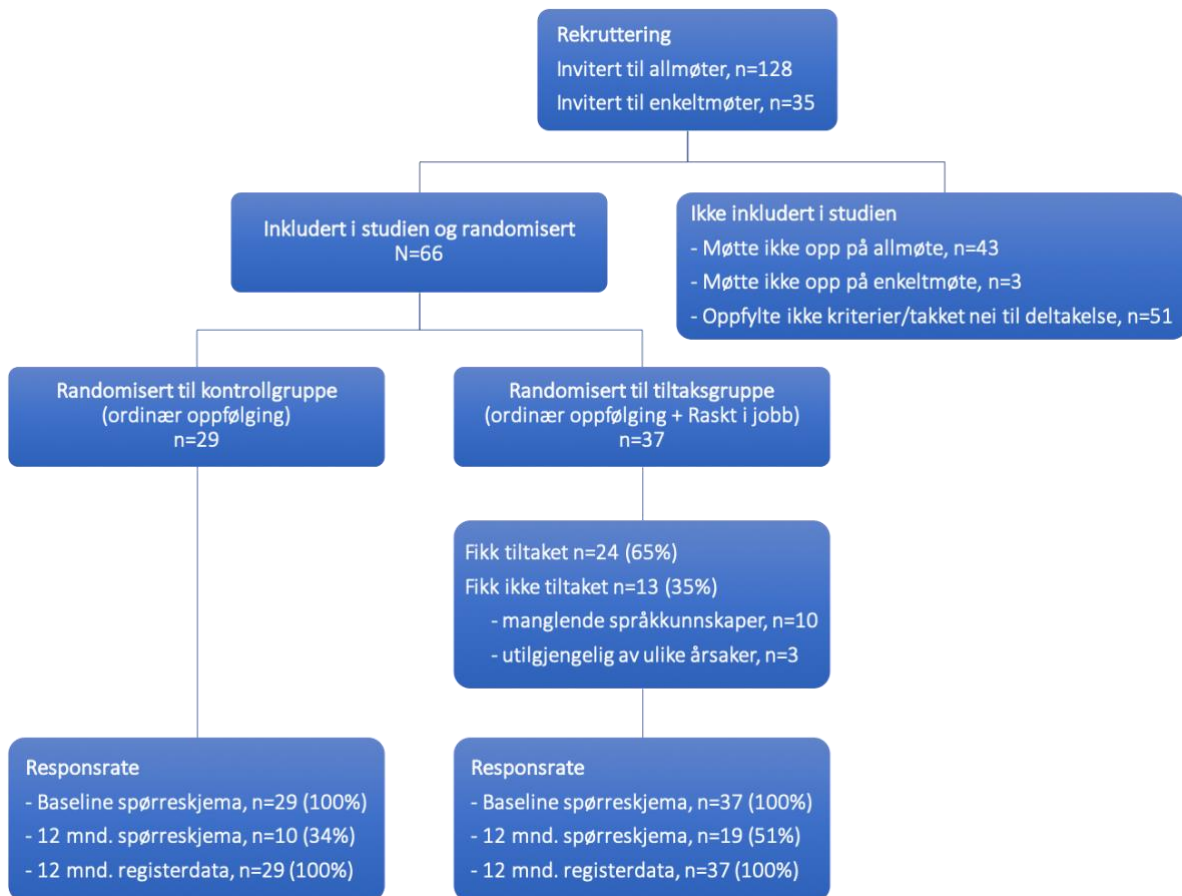 Rekruttering
Invitert til allmøter, n=128
Invitert til enkeltmøter, n=35
Inkludert i studien og randomisert
N=66
Ikke inkludert i studien
- Møtte ikke opp på allmøte, n=43
- Møtte ikke opp på enkeltmøte, n=3
- Oppfylte ikke kriterier/takket nei til deltakelse, n=51
Randomisert til kontrollgruppe
(ordinær oppfølging)
n=29
Randomisert til tiltaksgruppe
(ordinær oppfølging + Raskt i jobb)
n=37
Fikk tiltaket n=24 (65%)
Fikk ikke tiltaket n=13 (35%)
- manglende språkkunnskaper, n=10
- utilgjengelig av ulike årsaker, n=3
Responsrate
- Baseline spørreskjema, n=29 (100%)
- 12 mnd. spørreskjema, n=10 (34%)
- 12 mnd. registerdata, n=29 (100%)
Responsrate
- Baseline spørreskjema, n=37 (100%)
- 12 mnd. spørreskjema, n=19 (51%)
- 12 mnd. registerdata, n=37 (100%)